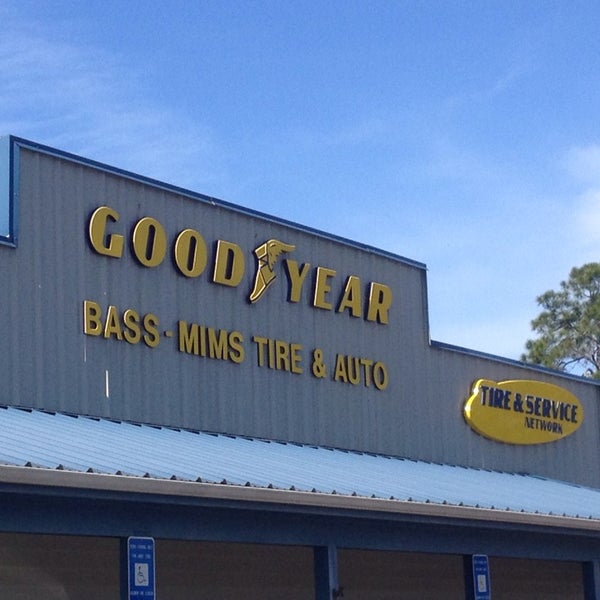 GOODYEAR
BASS-MIMS TIRE & AUTO
TIRE & SERVICE
NETWORK